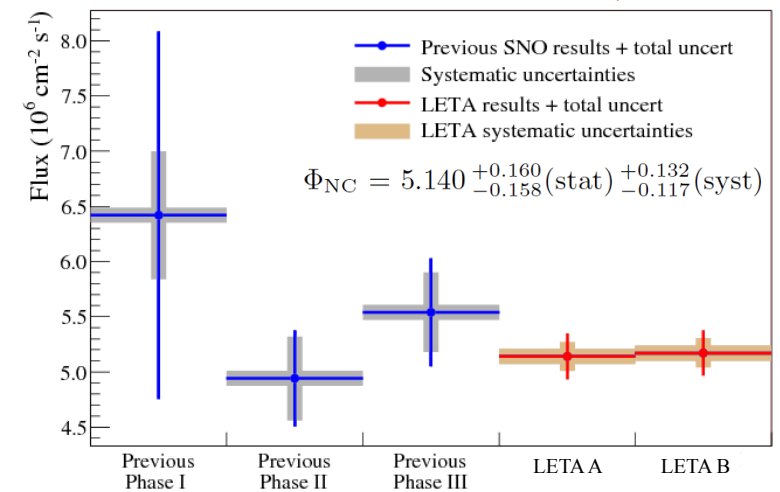 Flux (10⁶ cm⁻² s⁻¹)
8.0
7.5
7.0
6.5
6.0
5.5
5.0
4.5
Previous SNO results + total uncert
Systematic uncertainties
LETA results + total uncert
LETA systematic uncertainties
Φ_NC = 5.140 +0.160 −0.158 (stat) +0.132 −0.117 (syst)
Previous
Phase I
Previous
Phase II
Previous
Phase III
LETA A
LETA B